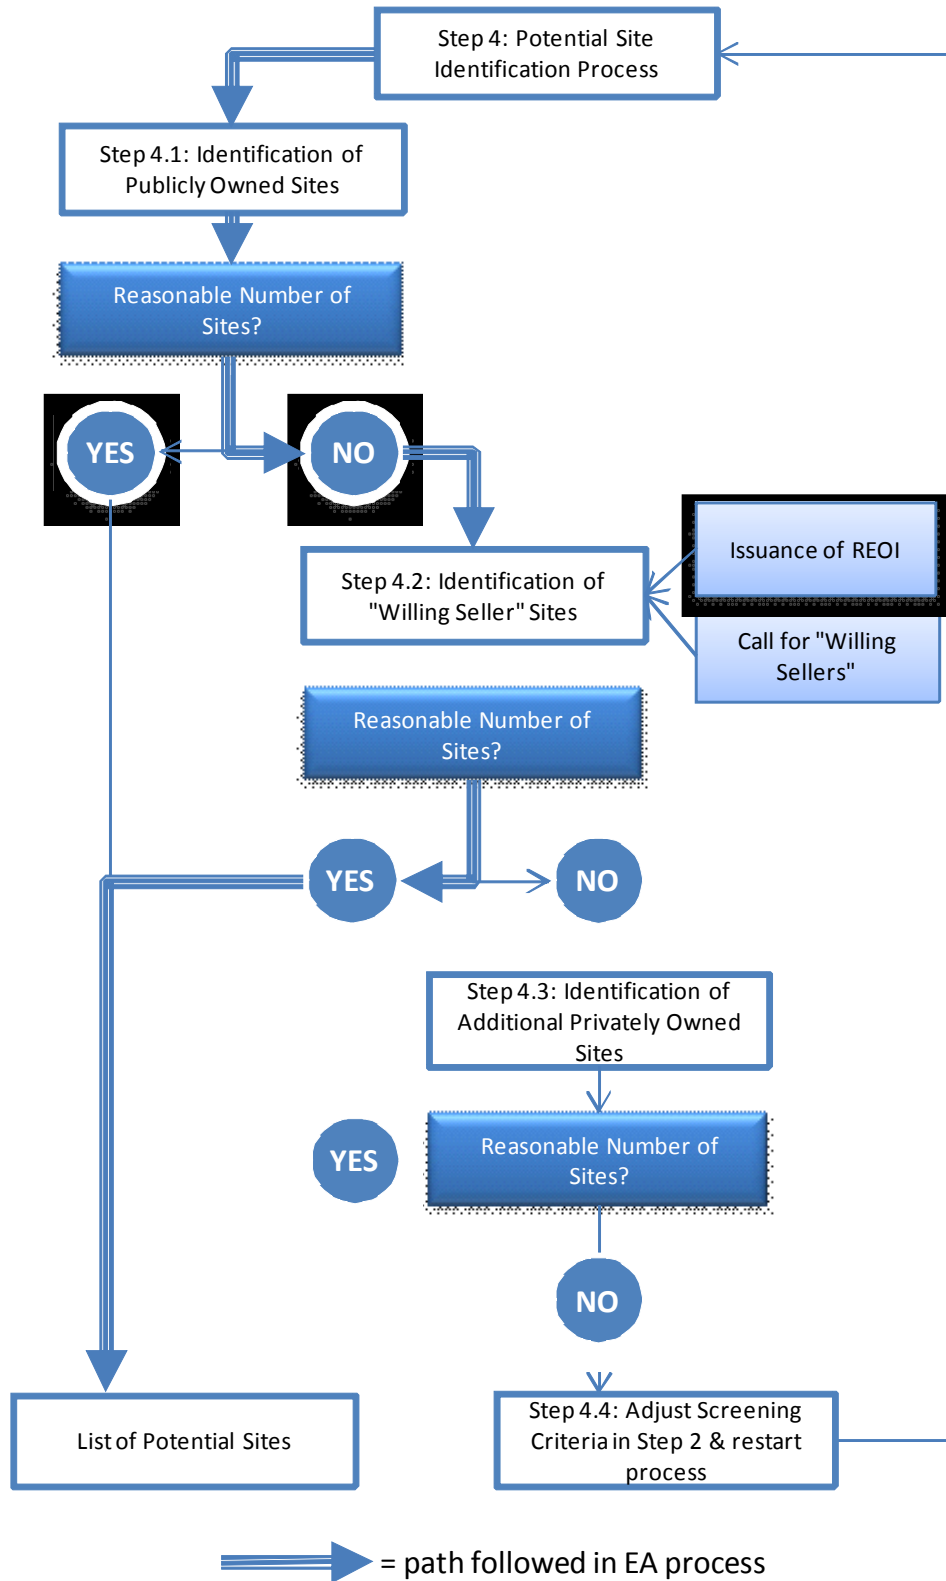 Step 4: Potential Site
Identification Process
Step 4.1: Identification of
Publicly Owned Sites
Reasonable Number of
Sites?
YES
NO
Issuance of REOI
Step 4.2: Identification of
"Willing Seller" Sites
Call for "Willing
Sellers"
Reasonable Number of
Sites?
YES
NO
Step 4.3: Identification of
Additional Privately Owned
Sites
YES
Reasonable Number of
Sites?
NO
List of Potential Sites
Step 4.4: Adjust Screening
Criteria in Step 2 & restart
process
= path followed in EA process